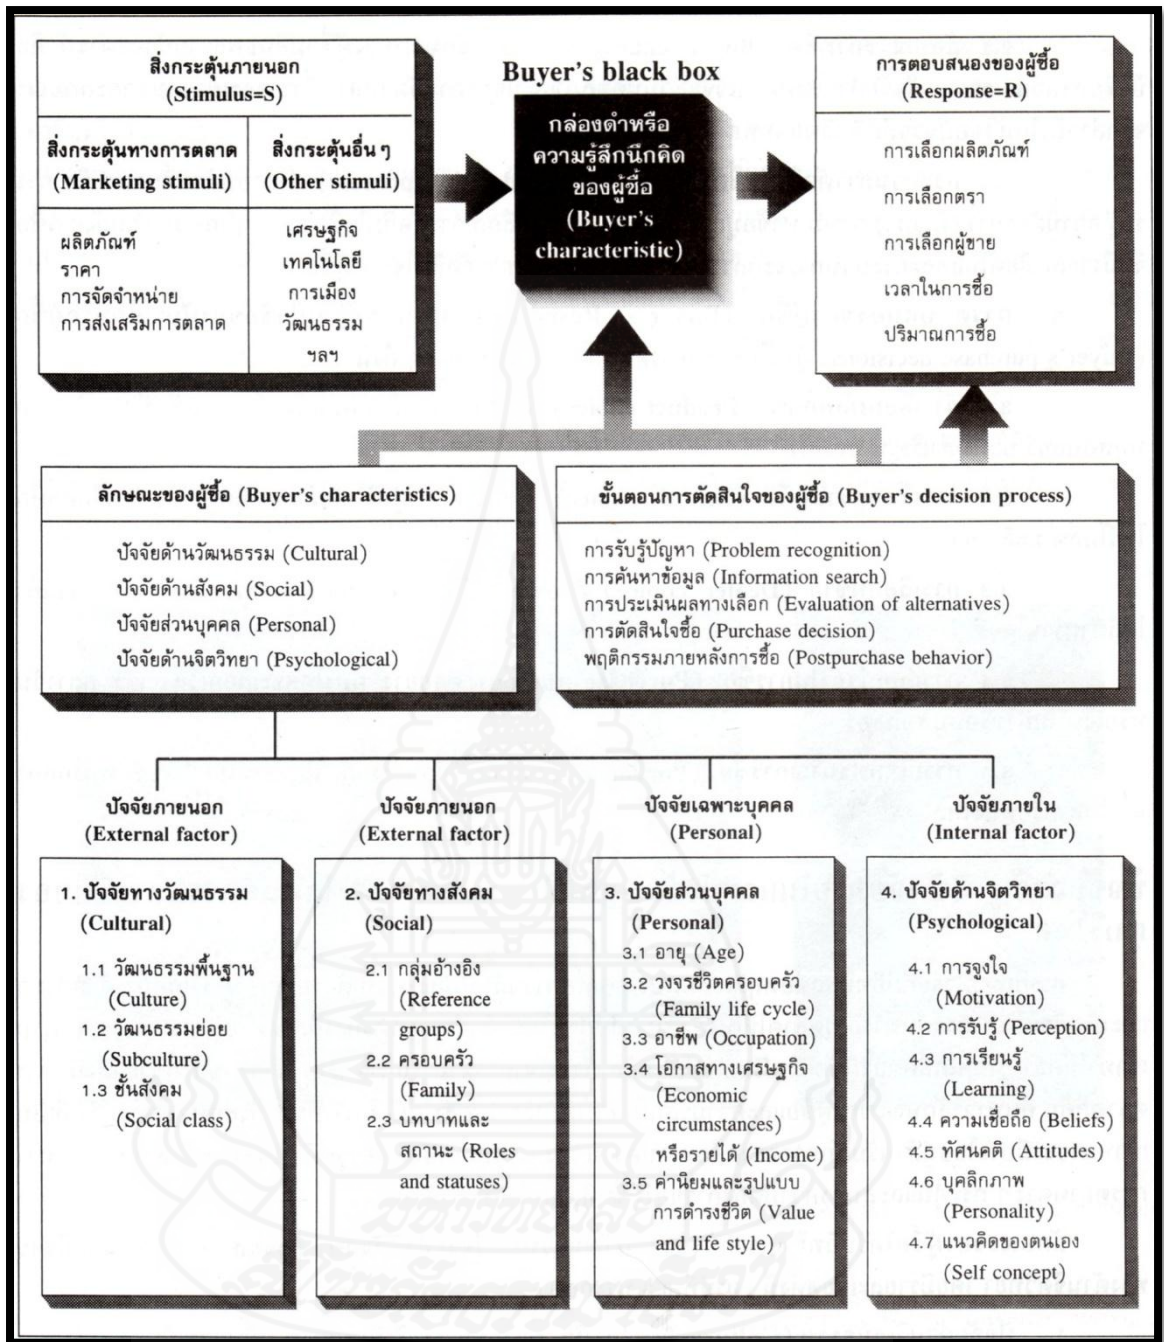 สิ่งกระตุ้นภายนอก
(Stimulus=S)
สิ่งกระตุ้นทางการตลาด
(Marketing stimuli)
ผลิตภัณฑ์
ราคา
การจัดจำหน่าย
การส่งเสริมการตลาด
สิ่งกระตุ้นอื่น ๆ
(Other stimuli)
เศรษฐกิจ
เทคโนโลยี
การเมือง
วัฒนธรรม
ฯลฯ
Buyer's black box
กล่องดำหรือ
ความรู้สึกนึกคิด
ของผู้ซื้อ
(Buyer's
characteristic)
การตอบสนองของผู้ซื้อ
(Response=R)
การเลือกผลิตภัณฑ์
การเลือกตรา
การเลือกผู้ขาย
เวลาในการซื้อ
ปริมาณการซื้อ
ลักษณะของผู้ซื้อ (Buyer's characteristics)
ปัจจัยด้านวัฒนธรรม (Cultural)
ปัจจัยด้านสังคม (Social)
ปัจจัยส่วนบุคคล (Personal)
ปัจจัยด้านจิตวิทยา (Psychological)
ขั้นตอนการตัดสินใจของผู้ซื้อ (Buyer's decision process)
การรับรู้ปัญหา (Problem recognition)
การค้นหาข้อมูล (Information search)
การประเมินผลทางเลือก (Evaluation of alternatives)
การตัดสินใจซื้อ (Purchase decision)
พฤติกรรมภายหลังการซื้อ (Postpurchase behavior)
ปัจจัยภายนอก
(External factor)
1. ปัจจัยทางวัฒนธรรม
(Cultural)
1.1 วัฒนธรรมพื้นฐาน
(Culture)
1.2 วัฒนธรรมย่อย
(Subculture)
1.3 ชั้นสังคม
(Social class)
ปัจจัยภายนอก
(External factor)
2. ปัจจัยทางสังคม
(Social)
2.1 กลุ่มอ้างอิง
(Reference
groups)
2.2 ครอบครัว
(Family)
2.3 บทบาทและ
สถานะ (Roles
and statuses)
ปัจจัยเฉพาะบุคคล
(Personal)
3. ปัจจัยส่วนบุคคล
(Personal)
3.1 อายุ (Age)
3.2 วงจรชีวิตครอบครัว
(Family life cycle)
3.3 อาชีพ (Occupation)
3.4 โอกาสทางเศรษฐกิจ
(Economic
circumstances)
หรือรายได้ (Income)
3.5 ค่านิยมและรูปแบบ
การดำรงชีวิต (Value
and life style)
ปัจจัยภายใน
(Internal factor)
4. ปัจจัยด้านจิตวิทยา
(Psychological)
4.1 การจูงใจ
(Motivation)
4.2 การรับรู้ (Perception)
4.3 การเรียนรู้
(Learning)
4.4 ความเชื่อถือ (Beliefs)
4.5 ทัศนคติ (Attitudes)
4.6 บุคลิกภาพ
(Personality)
4.7 แนวคิดของตนเอง
(Self concept)
มหาวิทยาลัย
สุโขทัยธรรมาธิราช